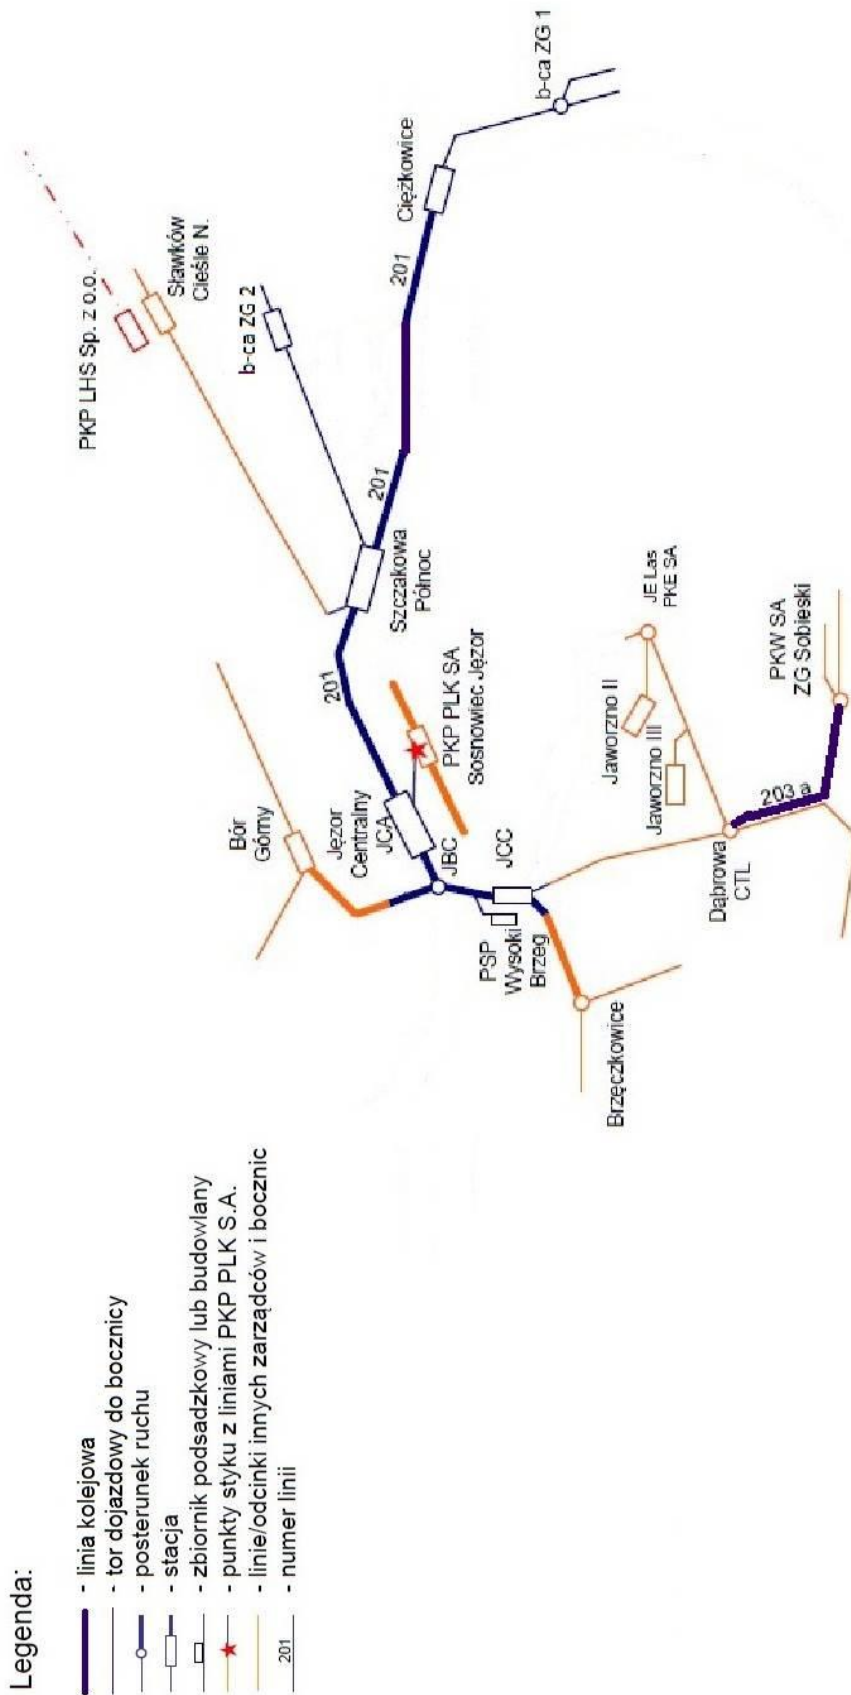 Legenda:
- linia kolejowa
- tor dojazdowy do bocznicy
- posterunek ruchu
- stacja
- zbiornik podsadzkowy lub budowlany
- punkty styku z liniami PKP PLK S.A.
- linie/odcinki innych zarządców i bocznic
201 - numer linii
PKP LHS Sp. z o.o.
Sławków
Cieśle N.
b-ca ZG 2
Bór
Górny
Jęzor
Centralny
JCA
201
Szczakowa
Północ
201
201
Ciężkowice
b-ca ZG 1
PKP PLK SA
Sosnowiec Jęzor
JBC
JCC
PSP
Wysoki
Brzeg
Brzęczkowice
Jaworzno II
Jaworzno III
JE Las
PKE SA
Dąbrowa
CTL
203 a
PKW SA
ZG Sobieski